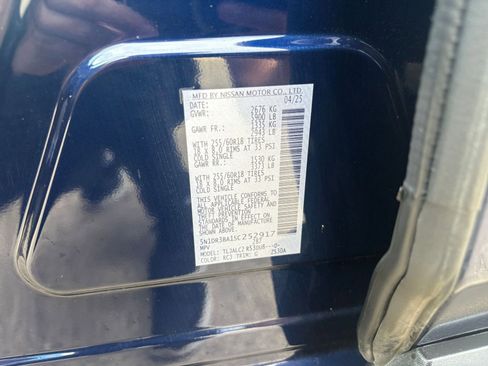 MFD BY NISSAN MOTOR CO., LTD.
DATE: 04/25
GVWR: 2676 KG
5900 LB
GAWR FR.: 1335 KG
2943 LB
WITH 255/60R18 TIRES
18 X 8.0 RIMS AT 33 PSI
COLD SINGLE
GAWR RR.: 1530 KG
3373 LB
WITH 255/60R18 TIRES
18 X 8.0 RIMS AT 33 PSI
COLD SINGLE
THIS VEHICLE CONFORMS TO
ALL APPLICABLE FEDERAL
MOTOR VEHICLE SAFETY AND
THEFT PREVENTION
STANDARDS IN EFFECT ON
THE DATE OF MANUFACTURE
SHOWN ABOVE.
5N1DR3BA1SC252917
MPV 287
MODEL:
COLOR: TRIM: G